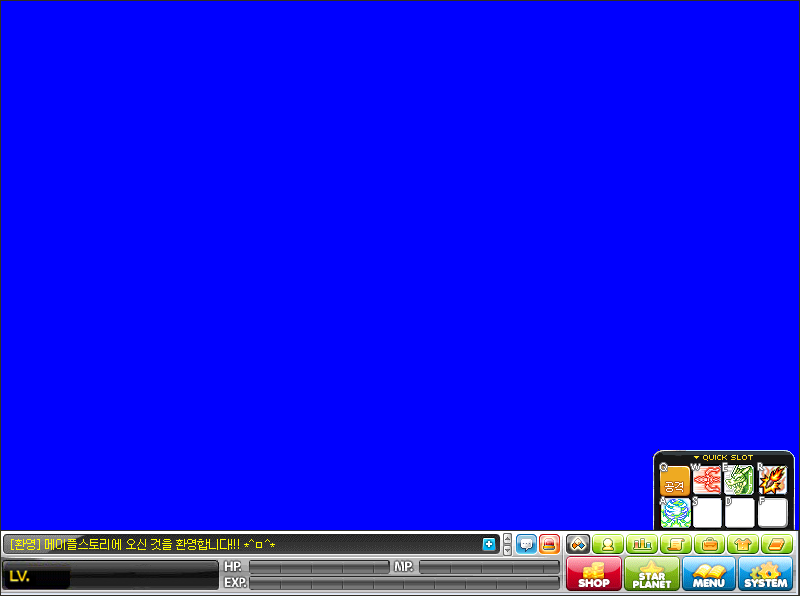 QUICK SLOT
Q W E R
공격
A S D F
[환영] 메이플스토리에 오신 것을 환영합니다!!! *^ㅁ^*
LV.
HP. MP.
EXP.
SHOP
STAR PLANET
MENU
SYSTEM